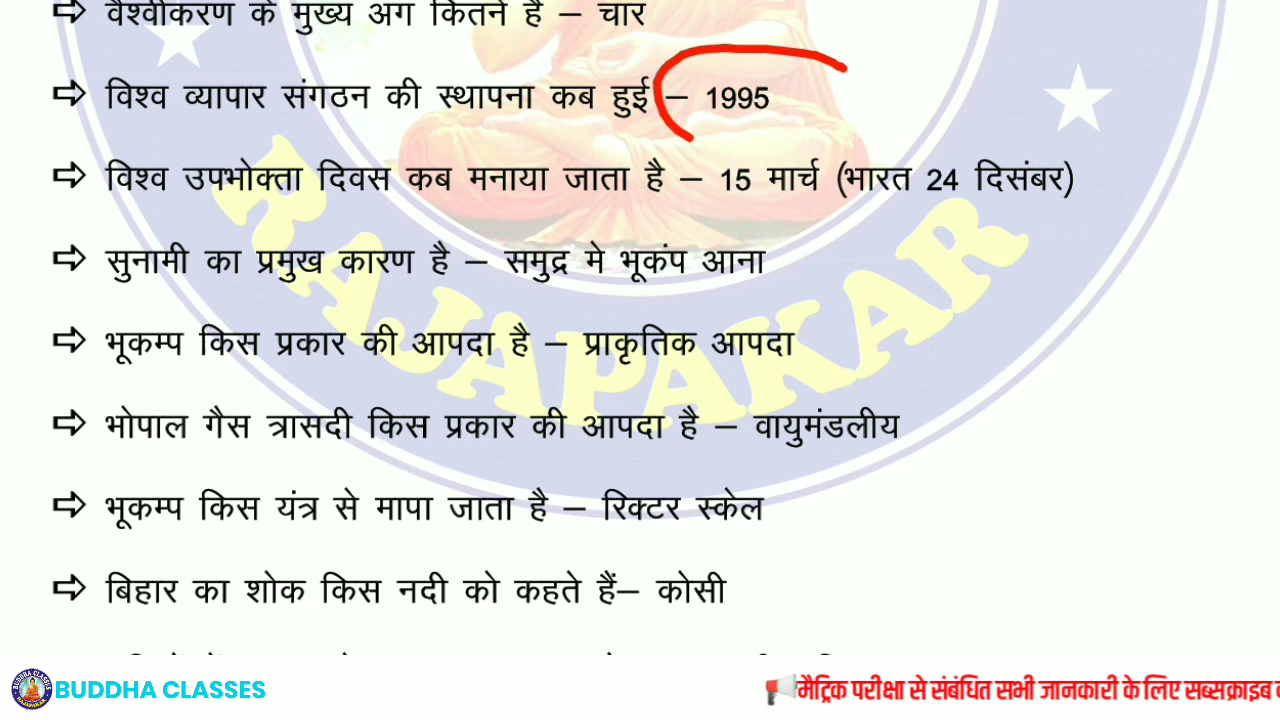 ⇨ वैश्वीकरण के मुख्य अंग कितने है – चार
⇨ विश्व व्यापार संगठन की स्थापना कब हुई – 1995
⇨ विश्व उपभोक्ता दिवस कब मनाया जाता है – 15 मार्च (भारत 24 दिसंबर)
⇨ सुनामी का प्रमुख कारण है – समुद्र मे भूकंप आना
⇨ भूकम्प किस प्रकार की आपदा है – प्राकृतिक आपदा
⇨ भोपाल गैस त्रासदी किस प्रकार की आपदा है – वायुमंडलीय
⇨ भूकम्प किस यंत्र से मापा जाता है – रिक्टर स्केल
⇨ बिहार का शोक किस नदी को कहते हैं– कोसी
RAJAPAKAR
BUDDHA CLASSES
मैट्रिक परीक्षा से संबंधित सभी जानकारी के लिए सब्सक्राइब